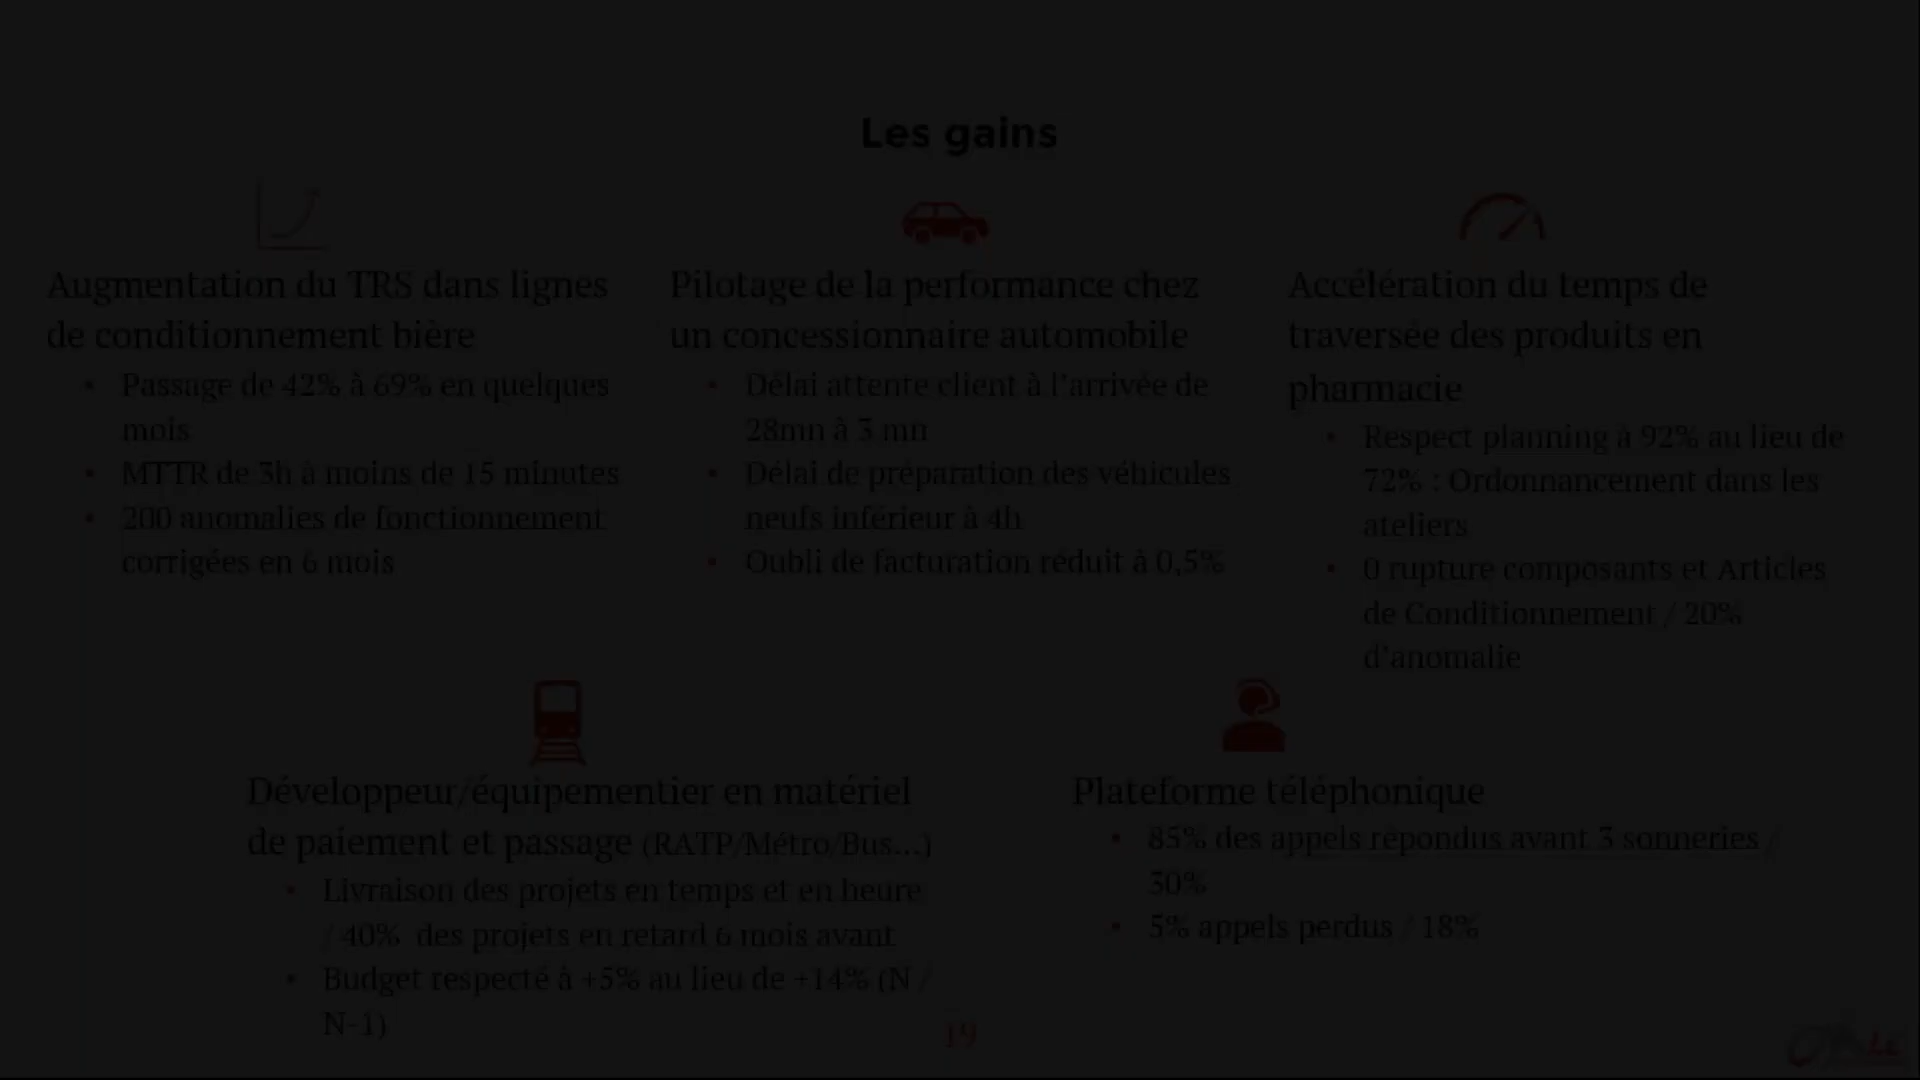 Les gains
Augmentation du TRS dans lignes
de conditionnement bière
• Passage de 42% à 69% en quelques
mois
• MTTR de 3h à moins de 15 minutes
• 200 anomalies de fonctionnement
corrigées en 6 mois
Pilotage de la performance chez
un concessionnaire automobile
• Délai attente client à l'arrivée de
28mn à 3 mn
• Délai de préparation des véhicules
neufs inférieur à 4h
• Oubli de facturation réduit à 0,5%
Accélération du temps de
traversée des produits en
pharmacie
• Respect planning à 92% au lieu de
72% : Ordonnancement dans les
ateliers
• 0 rupture composants et Articles
de Conditionnement / 20%
d'anomalie
Développeur/équipementier en matériel
de paiement et passage (RATP/Métro/Bus...)
• Livraison des projets en temps et en heure
/ 40% des projets en retard 6 mois avant
• Budget respecté à +5% au lieu de +14% (N /
N-1)
Plateforme téléphonique
• 85% des appels répondus avant 3 sonneries /
30%
• 5% appels perdus / 18%
19